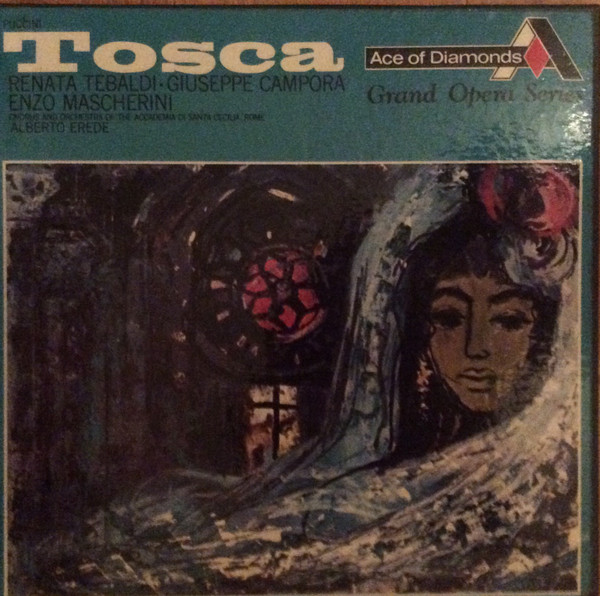 PUCCINI
Tosca
RENATA TEBALDI·GIUSEPPE CAMPORA
ENZO MASCHERINI
CHORUS AND ORCHESTRA OF THE ACCADEMIA DI SANTA CECILIA, ROME
ALBERTO EREDE
Ace of Diamonds
Grand Opera Series